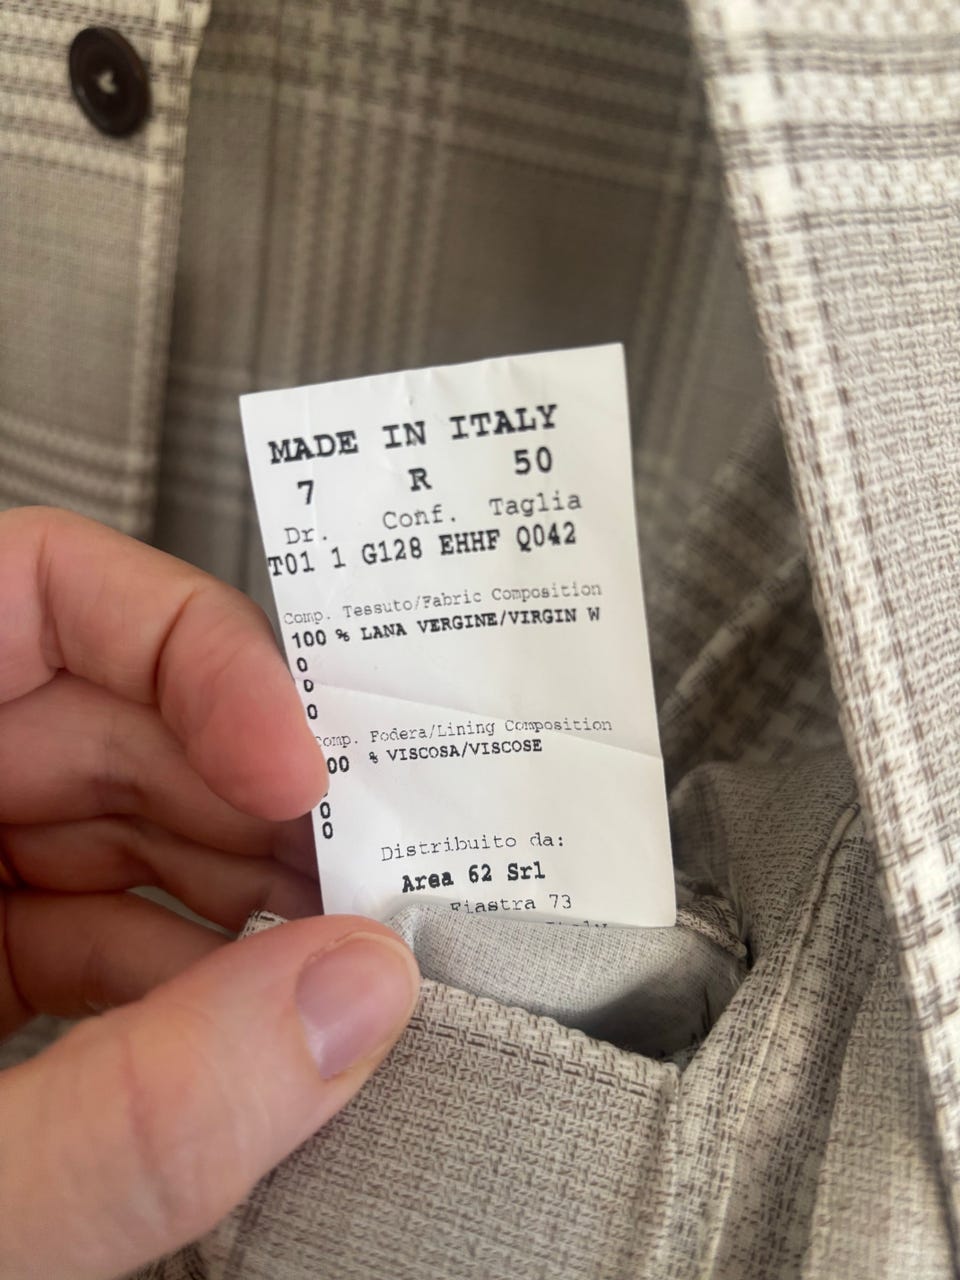 MADE IN ITALY
7 R 50
Dr. Conf. Taglia
T01 1 G128 EHHF Q042
Comp. Tessuto/Fabric Composition
100 % LANA VERGINE/VIRGIN W
0
0
0
Comp. Fodera/Lining Composition
00 % VISCOSA/VISCOSE
0
0
Distribuito da:
Area 62 Srl
Fiastra 73